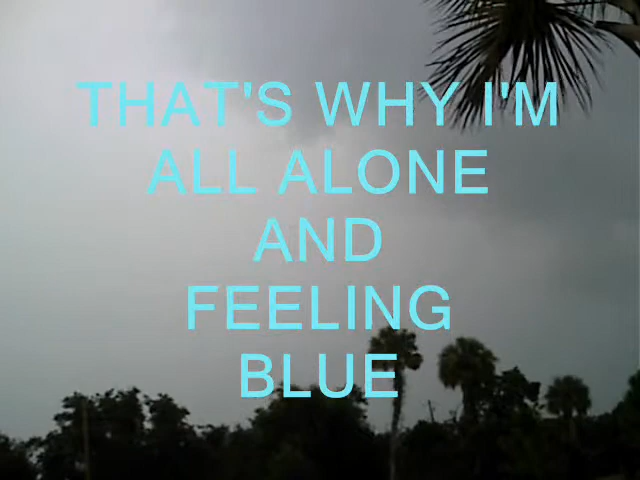 THAT'S WHY I'M
ALL ALONE
AND
FEELING
BLUE